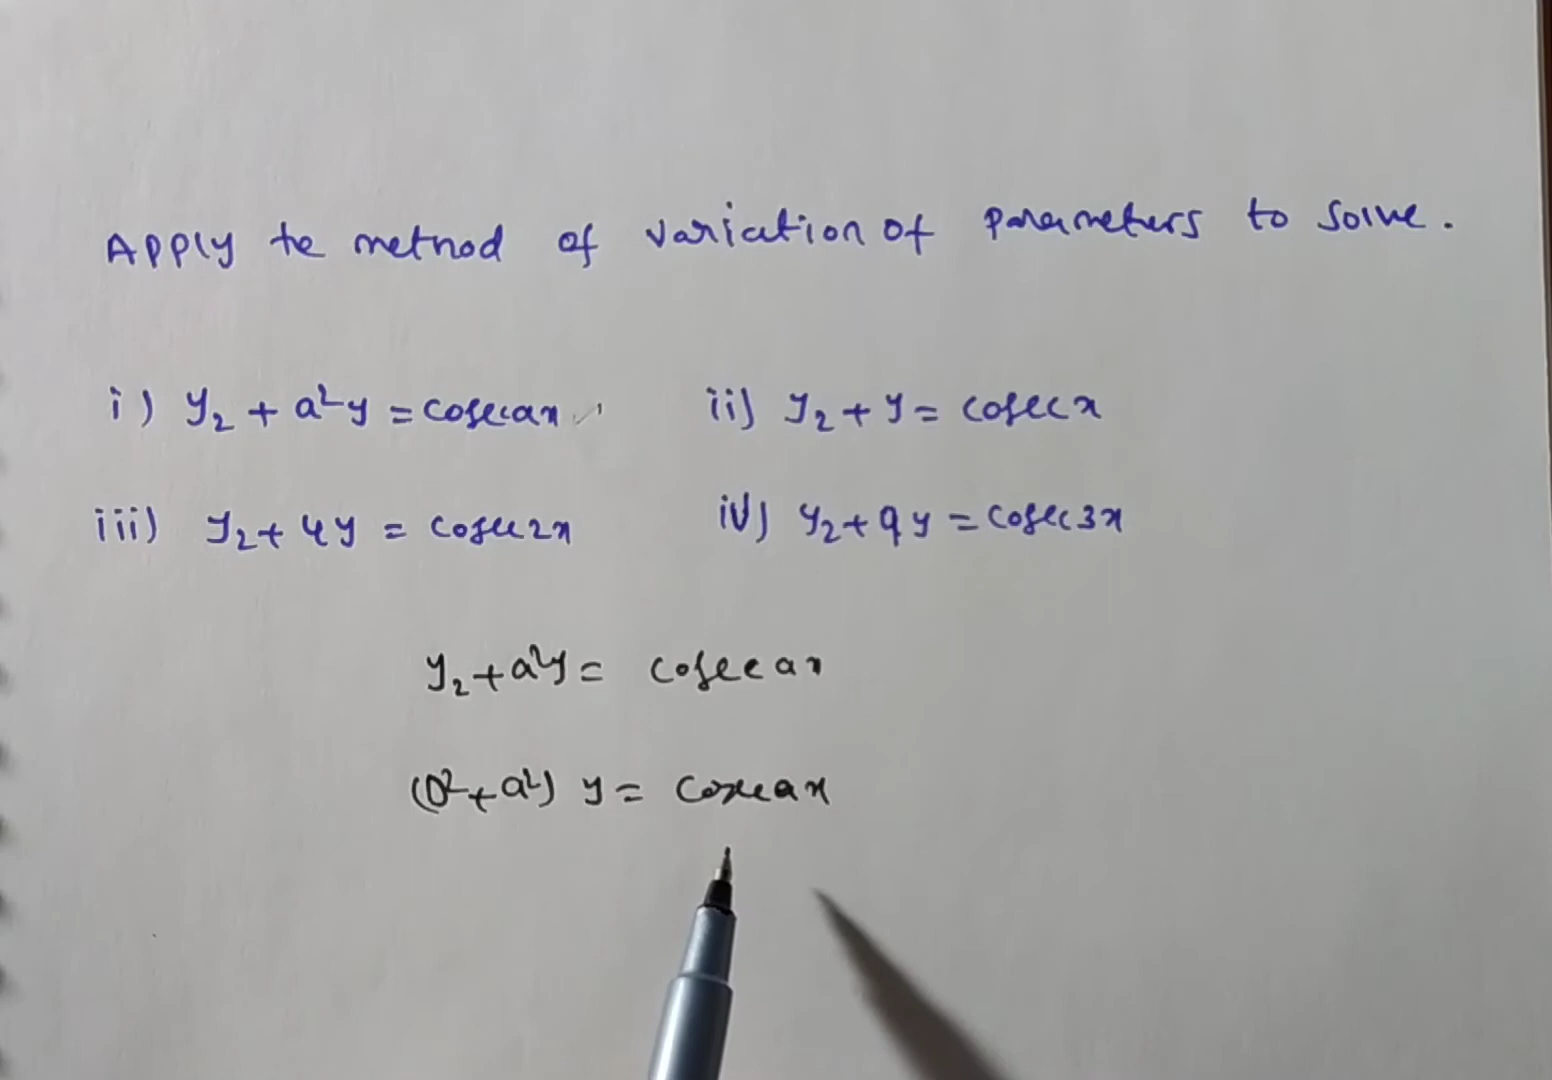 Apply te method of variation of parameters to solve.
i) y₂ + a²y = cosecax ii) y₂ + y = cosecx
iii) y₂ + 4y = cosec2x iv) y₂ + 9y = cosec3x
y₂ + a²y = cosecax
(D² + a²) y = cosecax